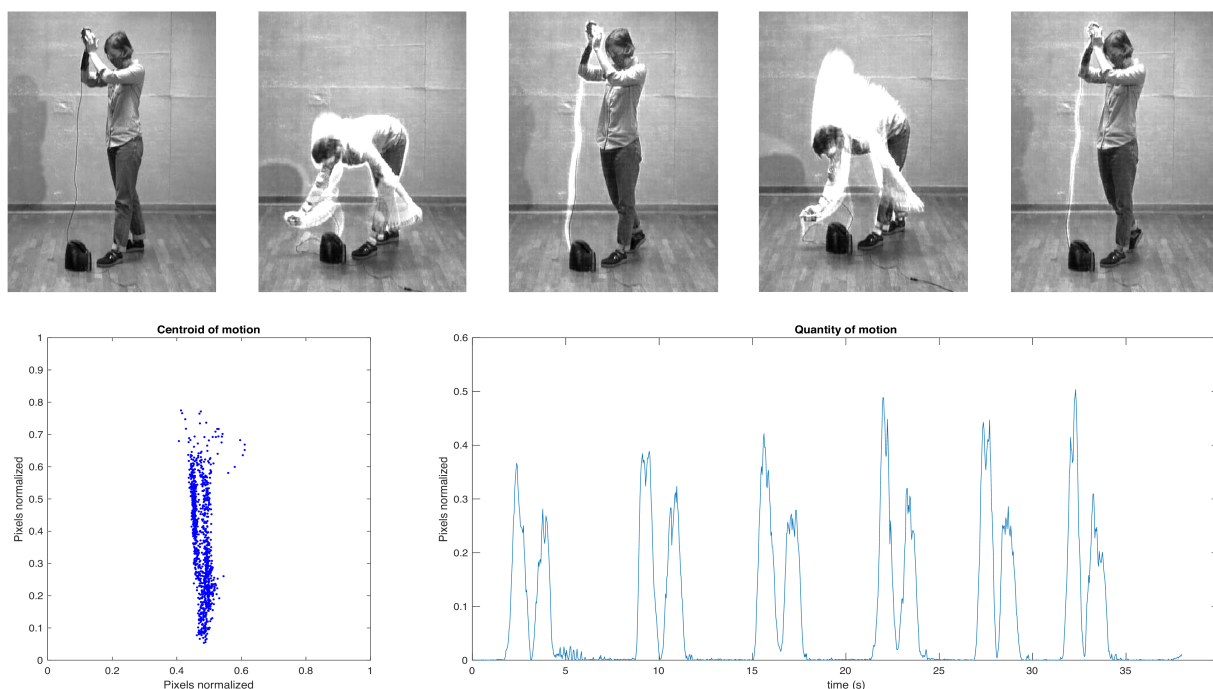 Centroid of motion
1
0.9
0.8
0.7
0.6
0.5
0.4
0.3
0.2
0.1
0
Pixels normalized
0 0.2 0.4 0.6 0.8 1
Pixels normalized
Quantity of motion
0.6
0.5
0.4
0.3
0.2
0.1
0
Pixels normalized
0 5 10 15 20 25 30 35
time (s)